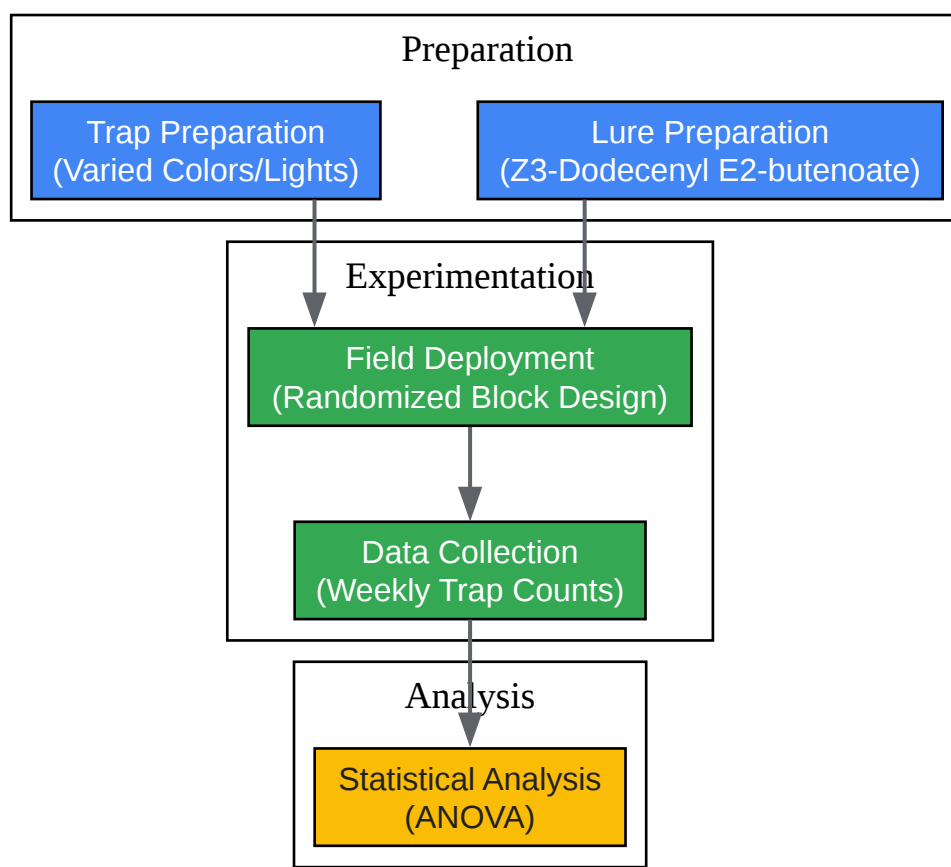 Preparation
Trap Preparation
(Varied Colors/Lights)
Lure Preparation
(Z3-Dodecenyl E2-butenoate)
Experimentation
Field Deployment
(Randomized Block Design)
Data Collection
(Weekly Trap Counts)
Analysis
Statistical Analysis
(ANOVA)